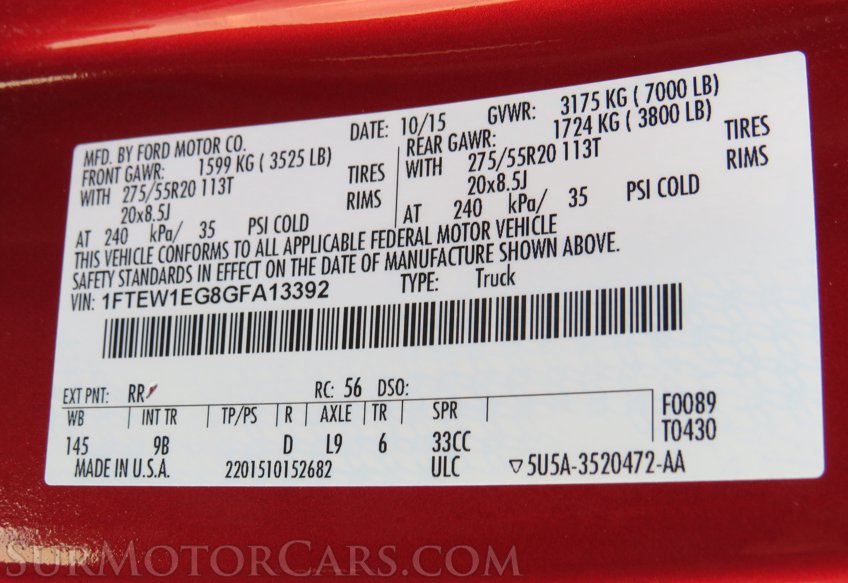 MFD. BY FORD MOTOR CO. DATE: 10/15 GVWR: 3175 KG ( 7000 LB)
FRONT GAWR: 1599 KG ( 3525 LB) REAR GAWR: 1724 KG ( 3800 LB)
WITH 275/55R20 113T TIRES WITH 275/55R20 113T TIRES
20x8.5J RIMS 20x8.5J RIMS
AT 240 kPa/ 35 PSI COLD AT 240 kPa/ 35 PSI COLD
THIS VEHICLE CONFORMS TO ALL APPLICABLE FEDERAL MOTOR VEHICLE
SAFETY STANDARDS IN EFFECT ON THE DATE OF MANUFACTURE SHOWN ABOVE.
VIN: 1FTEW1EG8GFA13392 TYPE: Truck
EXT PNT: RR RC: 56 DSO:
WB INT TR TP/PS R AXLE TR SPR F0089
145 9B D L9 6 33CC T0430
MADE IN U.S.A. 2201510152682 ULC ▽5U5A-3520472-AA
SURMOTORCARS.COM